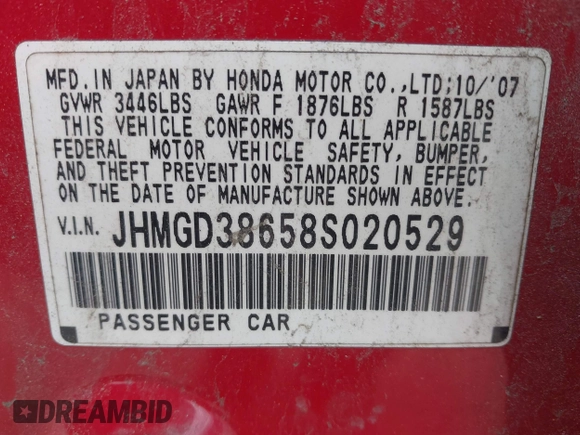 MFD.IN JAPAN BY HONDA MOTOR CO.,LTD;10/'07
GVWR 3446LBS GAWR F 1876LBS R 1587LBS
THIS VEHICLE CONFORMS TO ALL APPLICABLE
FEDERAL MOTOR VEHICLE SAFETY, BUMPER,
AND THEFT PREVENTION STANDARDS IN EFFECT
ON THE DATE OF MANUFACTURE SHOWN ABOVE.
V.I.N. JHMGD38658S020529
PASSENGER CAR
DREAMBID